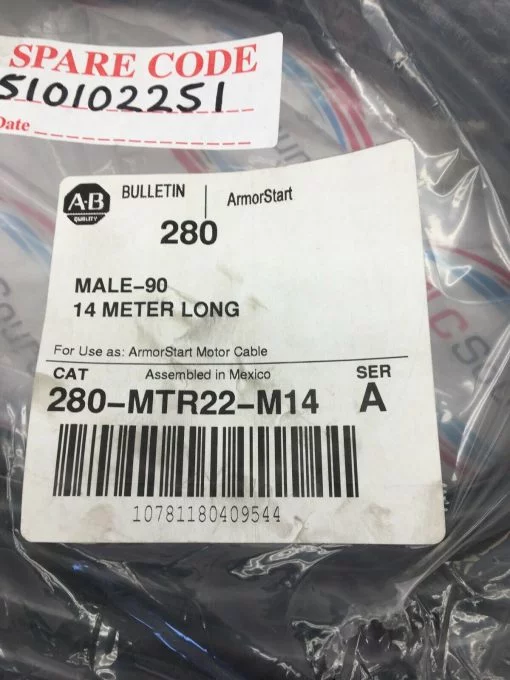 SPARE CODE
510102251
Date
A-B
QUALITY
BULLETIN
ArmorStart
280
MALE-90
14 METER LONG
For Use as: ArmorStart Motor Cable
CAT
Assembled in Mexico
SER
280-MTR22-M14
A
10781180409544